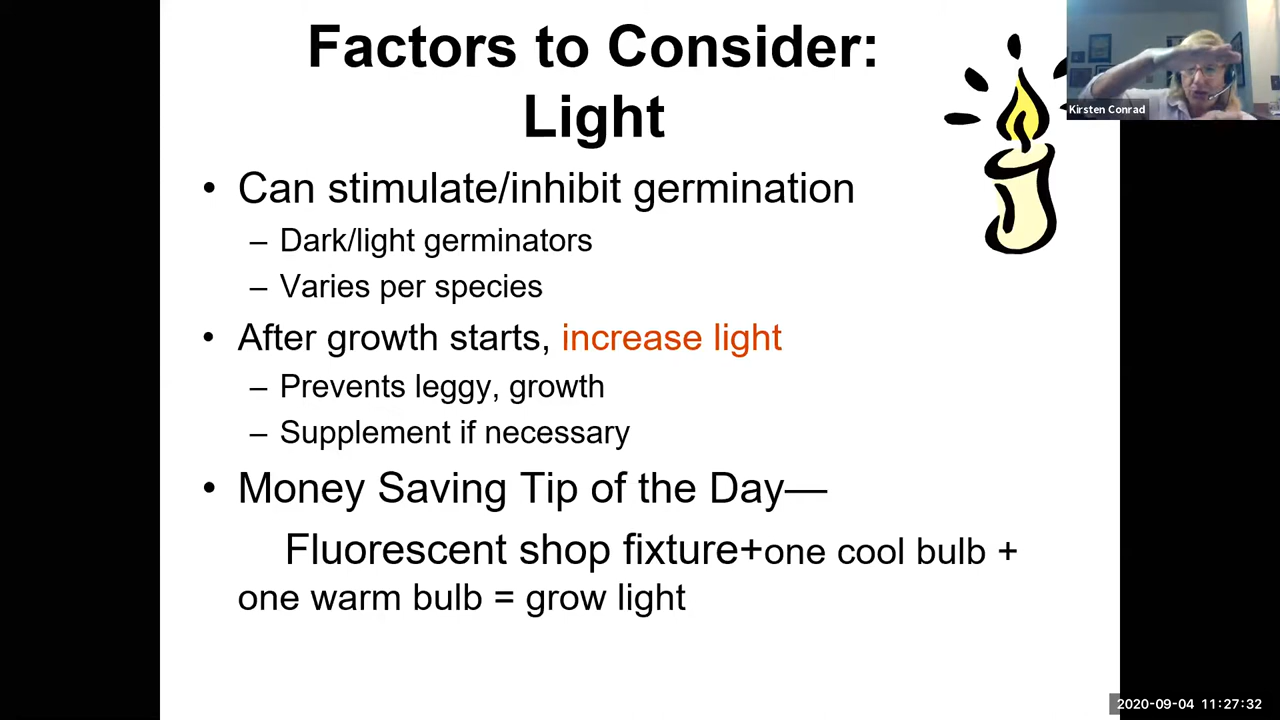 Factors to Consider:
Light
Kirsten Conrad
• Can stimulate/inhibit germination
– Dark/light germinators
– Varies per species
• After growth starts, increase light
– Prevents leggy, growth
– Supplement if necessary
• Money Saving Tip of the Day—
Fluorescent shop fixture+one cool bulb +
one warm bulb = grow light
2020-09-04 11:27:32